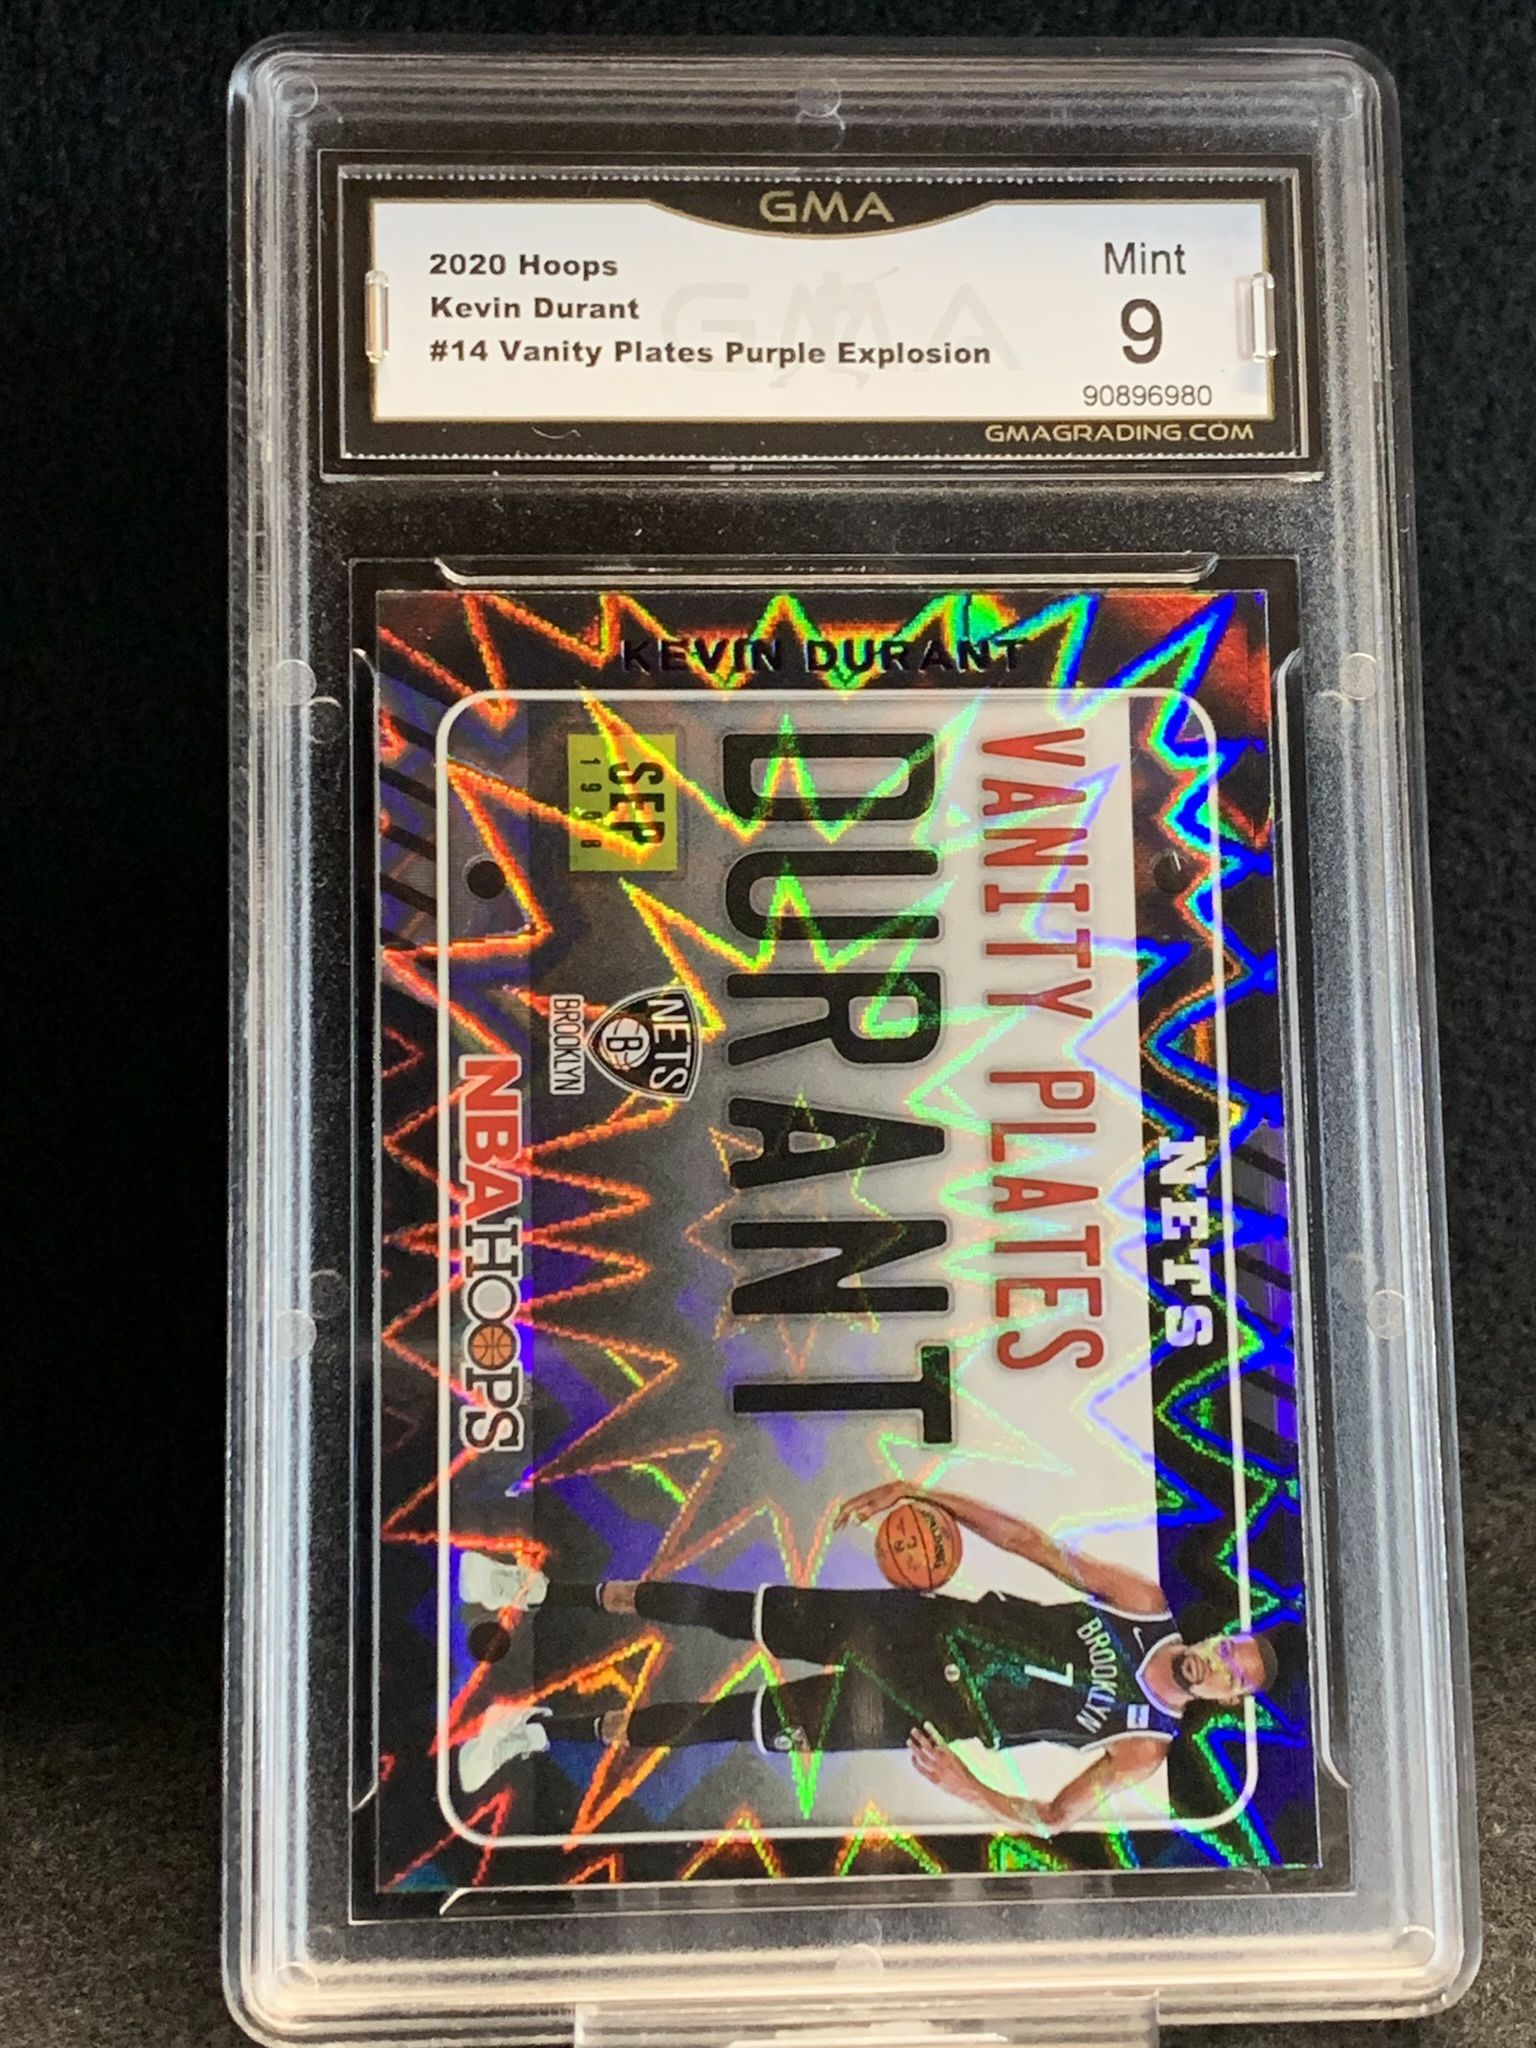 GMA
2020 Hoops
Kevin Durant
#14 Vanity Plates Purple Explosion
Mint
9
90896980
GMAGRADING.COM
KEVIN DURANT
NETS
VANITY PLATES
DURANT
SEP
NETS
B
BROOKLYN
NBA HOOPS
BROOKLYN
7